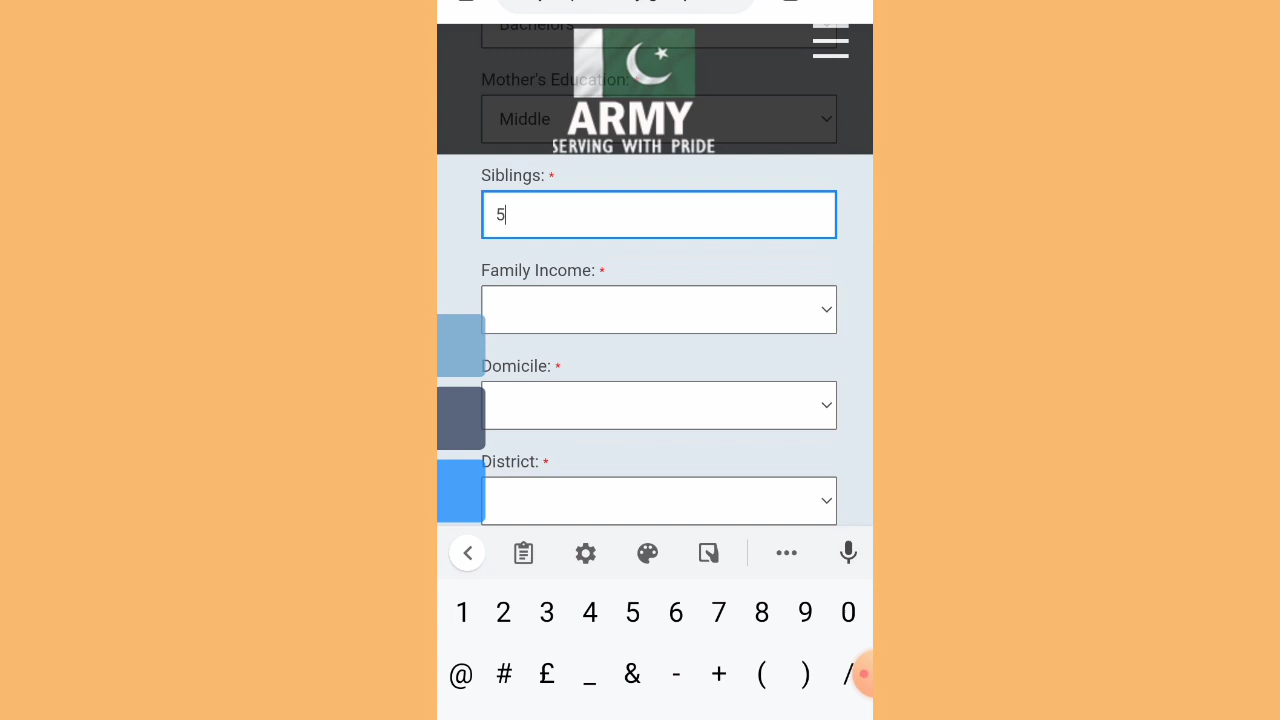 Bachelors
Mother's Education:
Middle
ARMY
SERVING WITH PRIDE
Siblings: *
5
Family Income: *
Domicile: *
District: *
1 2 3 4 5 6 7 8 9 0
@ # £ _ & - + ( ) /